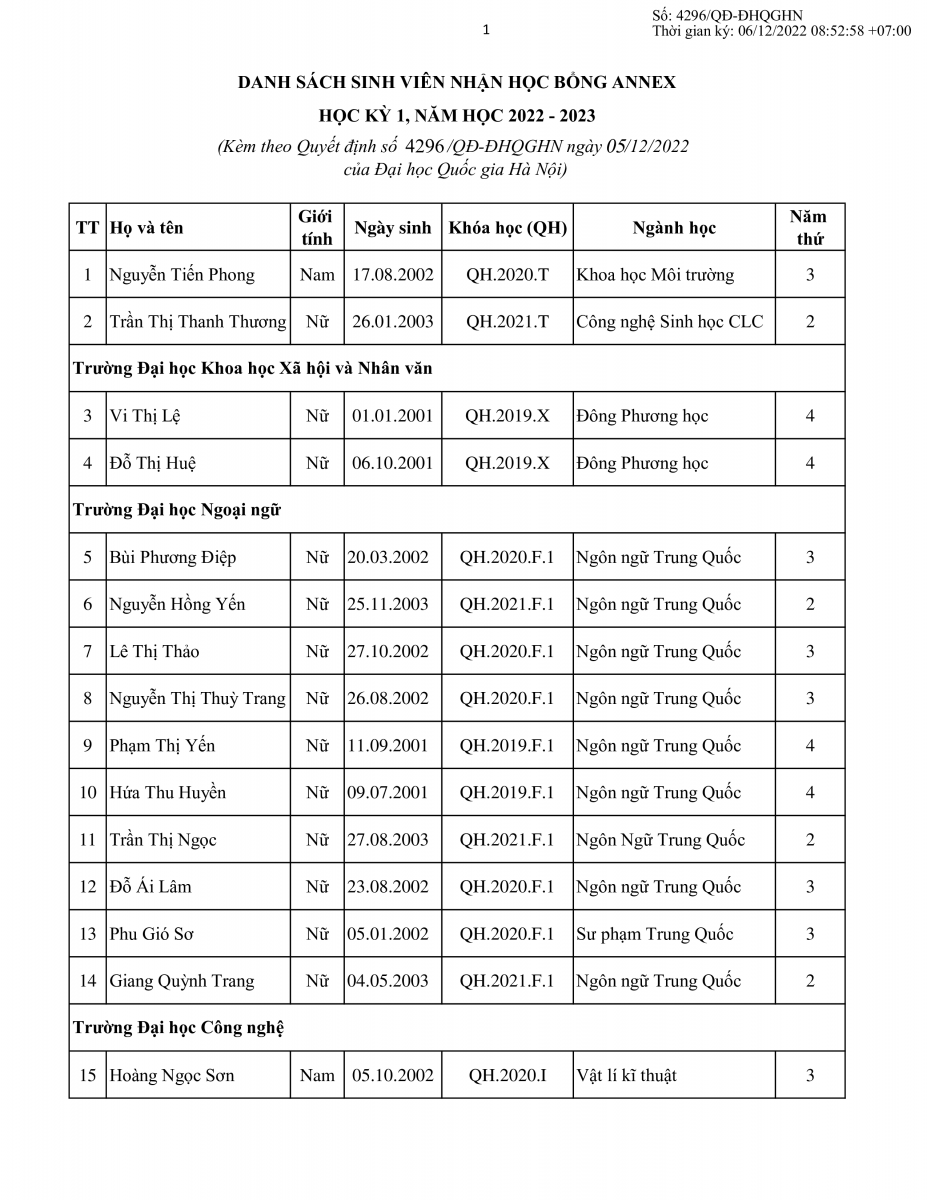 Số: 4296/QĐ-ĐHQGHN
Thời gian ký: 06/12/2022 08:52:58 +07:00
1
DANH SÁCH SINH VIÊN NHẬN HỌC BỔNG ANNEX
HỌC KỲ 1, NĂM HỌC 2022 - 2023
(Kèm theo Quyết định số 4296/QĐ-ĐHQGHN ngày 05/12/2022
của Đại học Quốc gia Hà Nội)
TT Họ và tên Giới tính Ngày sinh Khóa học (QH) Ngành học Năm thứ
1 Nguyễn Tiến Phong Nam 17.08.2002 QH.2020.T Khoa học Môi trường 3
2 Trần Thị Thanh Thương Nữ 26.01.2003 QH.2021.T Công nghệ Sinh học CLC 2
Trường Đại học Khoa học Xã hội và Nhân văn
3 Vi Thị Lệ Nữ 01.01.2001 QH.2019.X Đông Phương học 4
4 Đỗ Thị Huệ Nữ 06.10.2001 QH.2019.X Đông Phương học 4
Trường Đại học Ngoại ngữ
5 Bùi Phương Điệp Nữ 20.03.2002 QH.2020.F.1 Ngôn ngữ Trung Quốc 3
6 Nguyễn Hồng Yến Nữ 25.11.2003 QH.2021.F.1 Ngôn ngữ Trung Quốc 2
7 Lê Thị Thảo Nữ 27.10.2002 QH.2020.F.1 Ngôn ngữ Trung Quốc 3
8 Nguyễn Thị Thuỳ Trang Nữ 26.08.2002 QH.2020.F.1 Ngôn ngữ Trung Quốc 3
9 Phạm Thị Yến Nữ 11.09.2001 QH.2019.F.1 Ngôn ngữ Trung Quốc 4
10 Hứa Thu Huyền Nữ 09.07.2001 QH.2019.F.1 Ngôn ngữ Trung Quốc 4
11 Trần Thị Ngọc Nữ 27.08.2003 QH.2021.F.1 Ngôn Ngữ Trung Quốc 2
12 Đỗ Ái Lâm Nữ 23.08.2002 QH.2020.F.1 Ngôn ngữ Trung Quốc 3
13 Phu Gió Sơ Nữ 05.01.2002 QH.2020.F.1 Sư phạm Trung Quốc 3
14 Giang Quỳnh Trang Nữ 04.05.2003 QH.2021.F.1 Ngôn ngữ Trung Quốc 2
Trường Đại học Công nghệ
15 Hoàng Ngọc Sơn Nam 05.10.2002 QH.2020.I Vật lí kĩ thuật 3